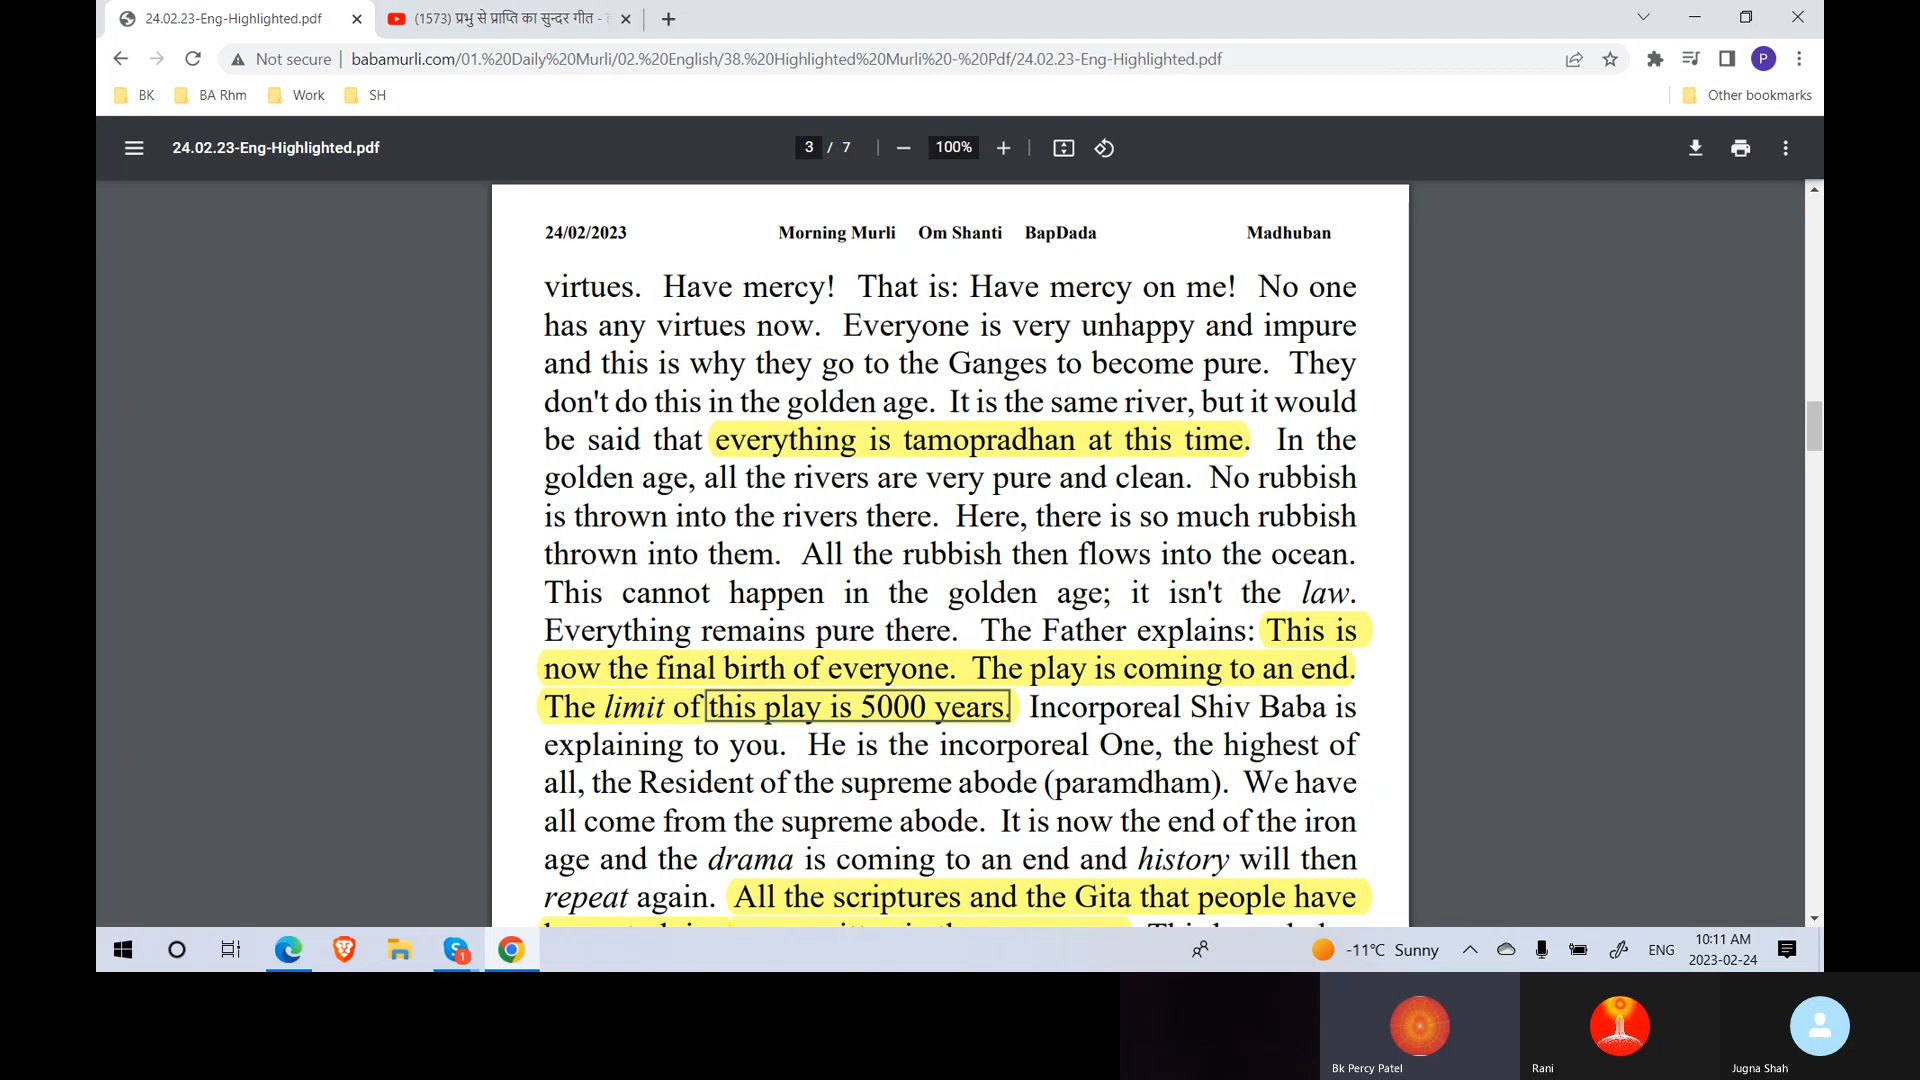 24.02.23-Eng-Highlighted.pdf
(1573) प्रभु से प्राप्ति का सुन्दर गीत -
Not secure
babamurli.com/01.%20Daily%20Murli/02.%20English/38.%20Highlighted%20Murli%20-%20Pdf/24.02.23-Eng-Highlighted.pdf
P
BK BA Rhm Work SH Other bookmarks
24.02.23-Eng-Highlighted.pdf 3 / 7 100%
24/02/2023 Morning Murli Om Shanti BapDada Madhuban
virtues. Have mercy! That is: Have mercy on me! No one
has any virtues now. Everyone is very unhappy and impure
and this is why they go to the Ganges to become pure. They
don't do this in the golden age. It is the same river, but it would
be said that everything is tamopradhan at this time. In the
golden age, all the rivers are very pure and clean. No rubbish
is thrown into the rivers there. Here, there is so much rubbish
thrown into them. All the rubbish then flows into the ocean.
This cannot happen in the golden age; it isn't the law.
Everything remains pure there. The Father explains: This is
now the final birth of everyone. The play is coming to an end.
The limit of this play is 5000 years. Incorporeal Shiv Baba is
explaining to you. He is the incorporeal One, the highest of
all, the Resident of the supreme abode (paramdham). We have
all come from the supreme abode. It is now the end of the iron
age and the drama is coming to an end and history will then
repeat again. All the scriptures and the Gita that people have
1
-11°C Sunny
ENG
10:11 AM
2023-02-24
Bk Percy Patel
Rani
Jugna Shah